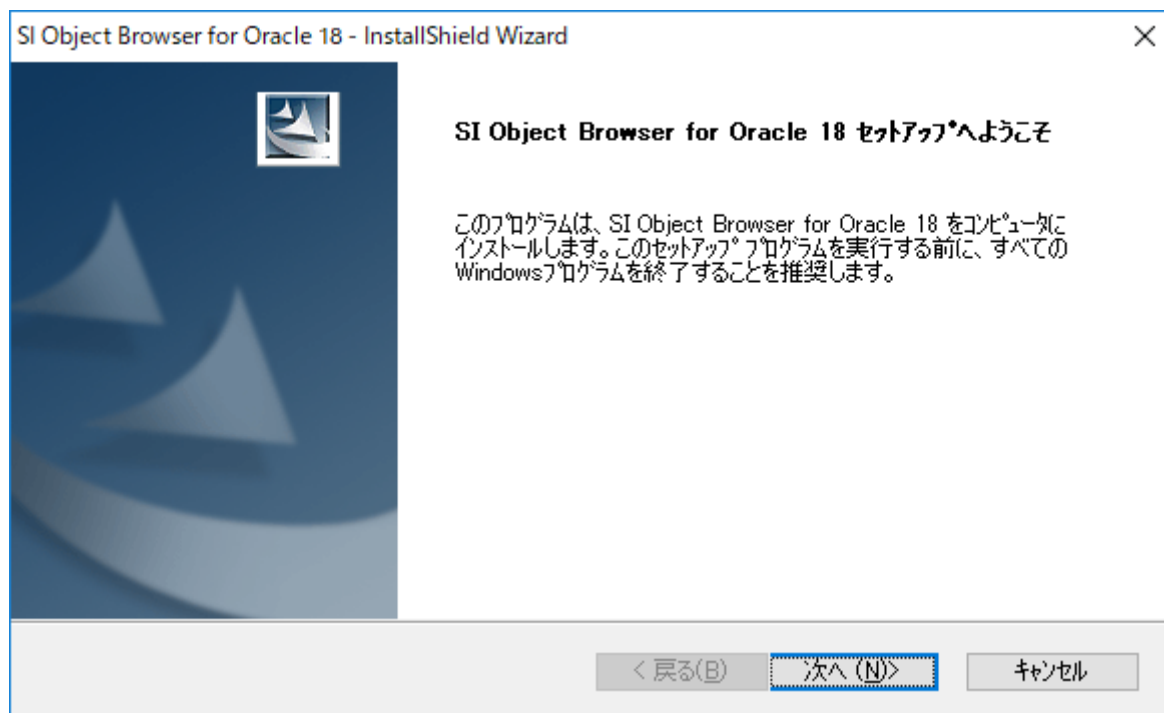 SI Object Browser for Oracle 18 - InstallShield Wizard
SI Object Browser for Oracle 18 ｾｯﾄｱｯﾌﾟへようこそ
このﾌﾟﾛｸﾞﾗﾑは、SI Object Browser for Oracle 18 をｺﾝﾋﾟｭｰﾀに
ｲﾝｽﾄｰﾙします。このｾｯﾄｱｯﾌﾟ ﾌﾟﾛｸﾞﾗﾑを実行する前に、すべての
Windowsﾌﾟﾛｸﾞﾗﾑを終了することを推奨します。
< 戻る(B)
次へ (N)>
ｷｬﾝｾﾙ